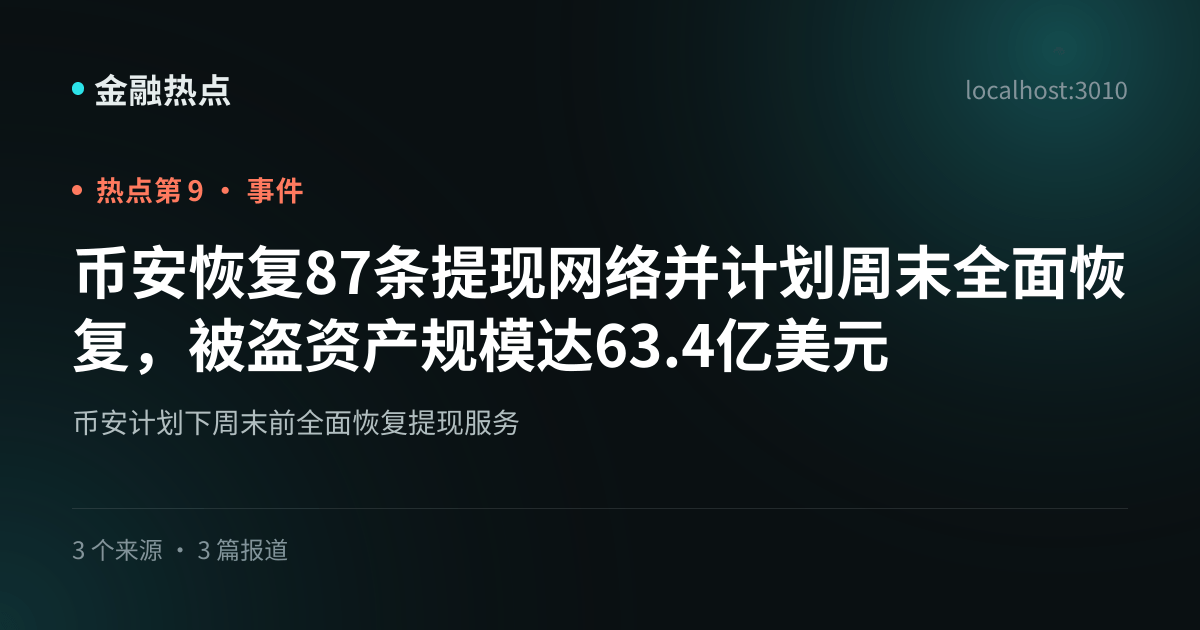 金融热点
localhost:3010
热点第 9 · 事件
币安恢复87条提现网络并计划周末全面恢
复，被盗资产规模达63.4亿美元
币安计划下周末前全面恢复提现服务
3 个来源 · 3 篇报道